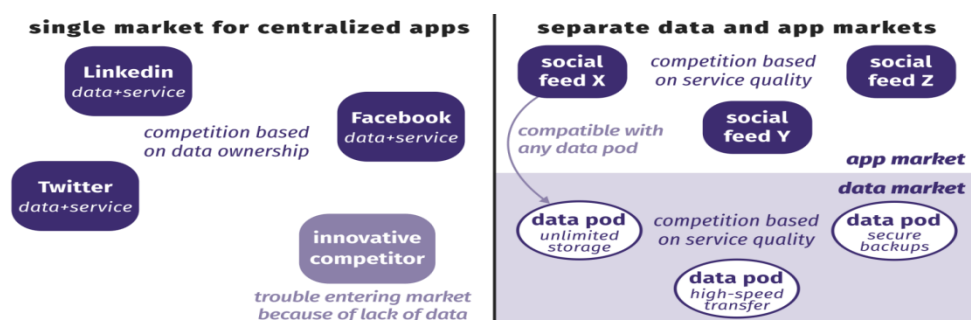 single market for centralized apps
Linkedin
data+service
Facebook
data+service
competition based
on data ownership
Twitter
data+service
innovative
competitor
trouble entering market
because of lack of data
separate data and app markets
social
feed X
competition based
on service quality
social
feed Z
social
feed Y
compatible with
any data pod
app market
data market
data pod
unlimited
storage
competition based
on service quality
data pod
secure
backups
data pod
high-speed
transfer